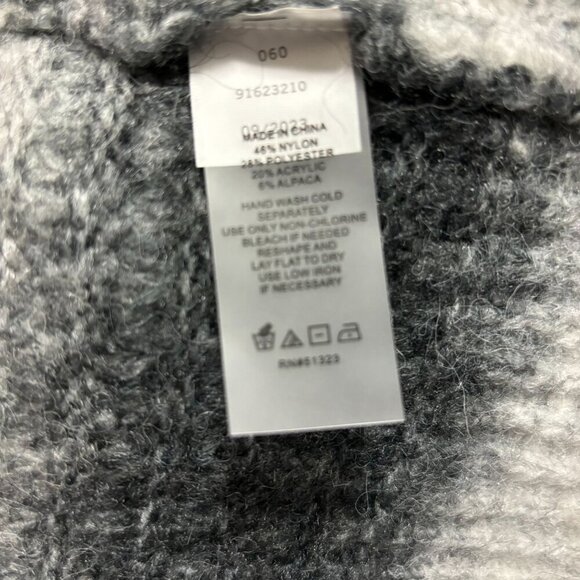 060
91623210
09/2023
MADE IN CHINA
46% NYLON
28% POLYESTER
20% ACRYLIC
6% ALPACA
HAND WASH COLD
SEPARATELY
USE ONLY NON-CHLORINE
BLEACH IF NEEDED
RESHAPE AND
LAY FLAT TO DRY
USE LOW IRON
IF NECESSARY
RN#61323